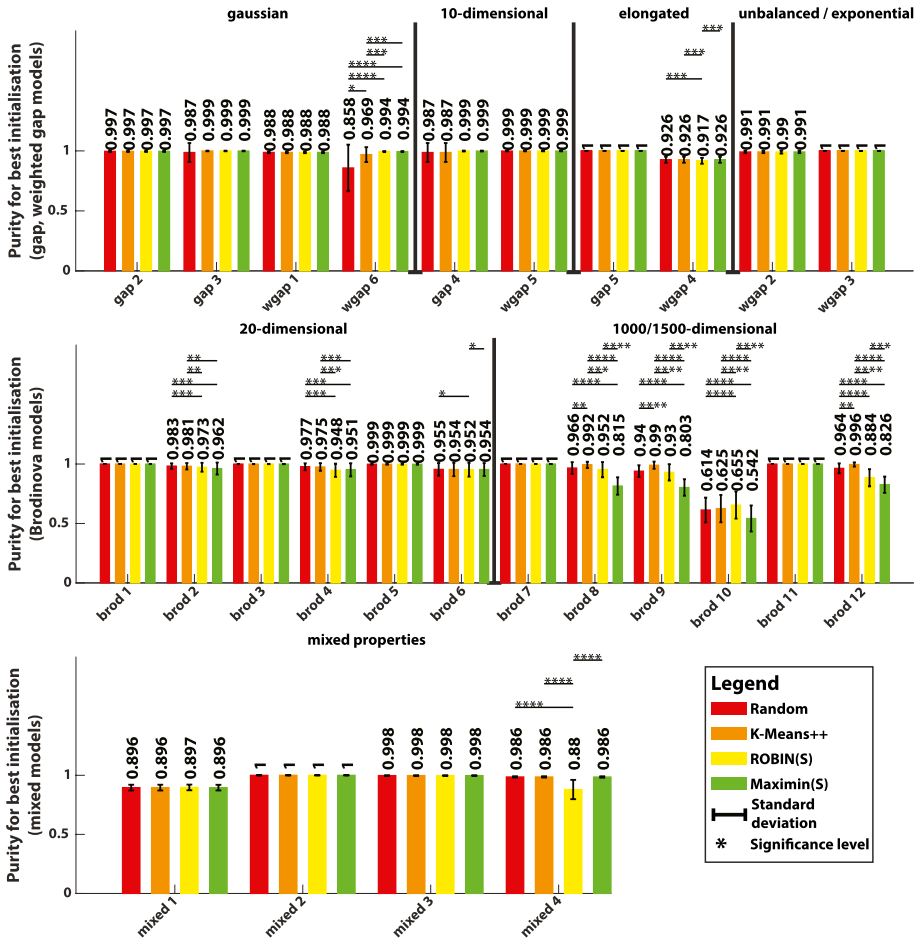 gaussian 10-dimensional elongated unbalanced / exponential
Purity for best initialisation
(gap, weighted gap models)
*** *** ***
*** ***
****
**** ***
*
0.997 0.997 0.997 0.997 0.987 0.999 0.999 0.999 0.988 0.988 0.988 0.988 0.858 0.969 0.994 0.994 0.987 0.987 0.999 0.999 0.999 0.999 0.999 0.999 1 1 1 1 0.926 0.926 0.917 0.926 0.991 0.991 0.99 0.991 1 1 1 1
1
0.5
0
gap 2 gap 3 wgap 1 wgap 6 gap 4 wgap 5 gap 5 wgap 4 wgap 2 wgap 3
20-dimensional 1000/1500-dimensional
Purity for best initialisation
(Brodinova models)
* **** **** **** ***
** *** **** **** **** ****
** *** *** **** **** ****
*** *** **** **** **** ****
*** *** * ** **** **** **
1 1 1 1 0.983 0.981 0.973 0.962 1 1 1 1 0.977 0.975 0.948 0.951 0.999 0.999 0.999 0.999 0.955 0.954 0.952 0.954 1 1 1 1 0.966 0.992 0.952 0.815 0.94 0.99 0.93 0.803 0.614 0.625 0.655 0.542 1 1 1 1 0.964 0.996 0.884 0.826
1
0.5
0
brod 1 brod 2 brod 3 brod 4 brod 5 brod 6 brod 7 brod 8 brod 9 brod 10 brod 11 brod 12
mixed properties
Purity for best initialisation
(mixed models)
****
****
****
0.896 0.896 0.897 0.896 1 1 1 1 0.998 0.998 0.998 0.998 0.986 0.986 0.88 0.986
1
0.5
0
mixed 1 mixed 2 mixed 3 mixed 4
Legend
Random
K-Means++
ROBIN(S)
Maximin(S)
Standard
deviation
* Significance level